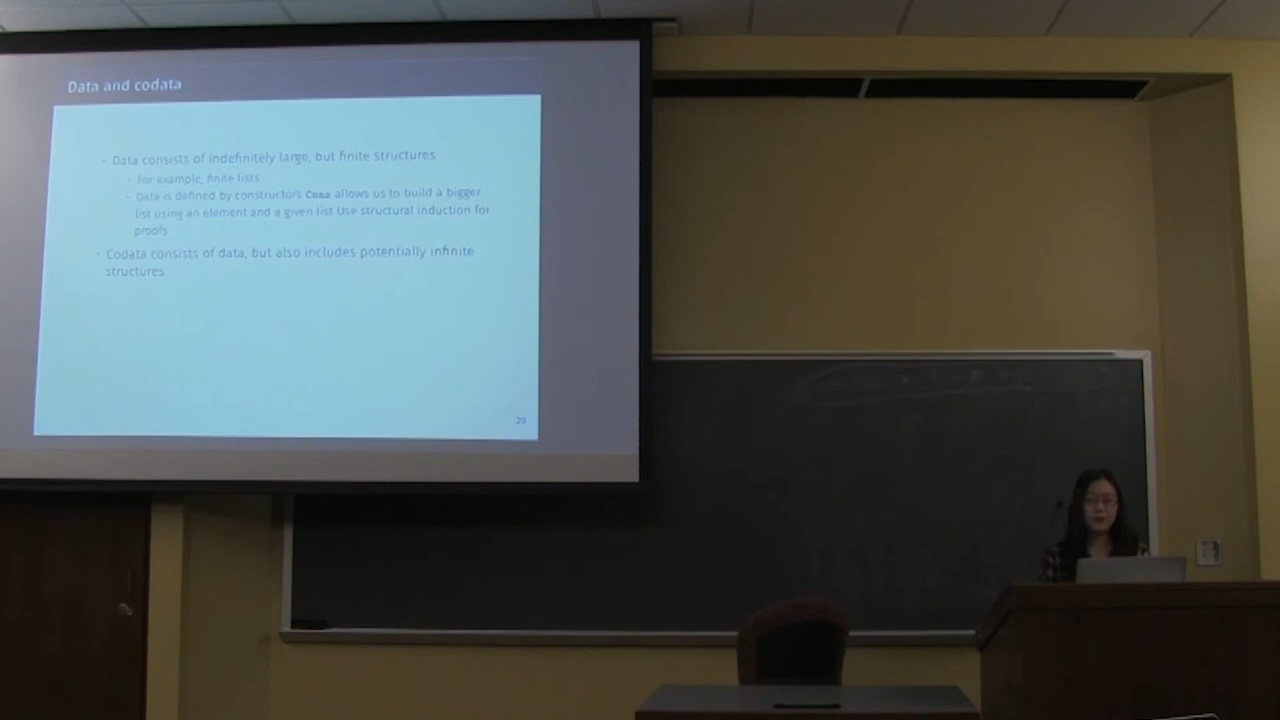 Data and codata
Data consists of indefinitely large, but finite structures
For example, finite lists
Data is defined by constructors Cons allows us to build a bigger
list using an element and a given list Use structural induction for
proofs
Codata consists of data, but also includes potentially infinite
structures
29